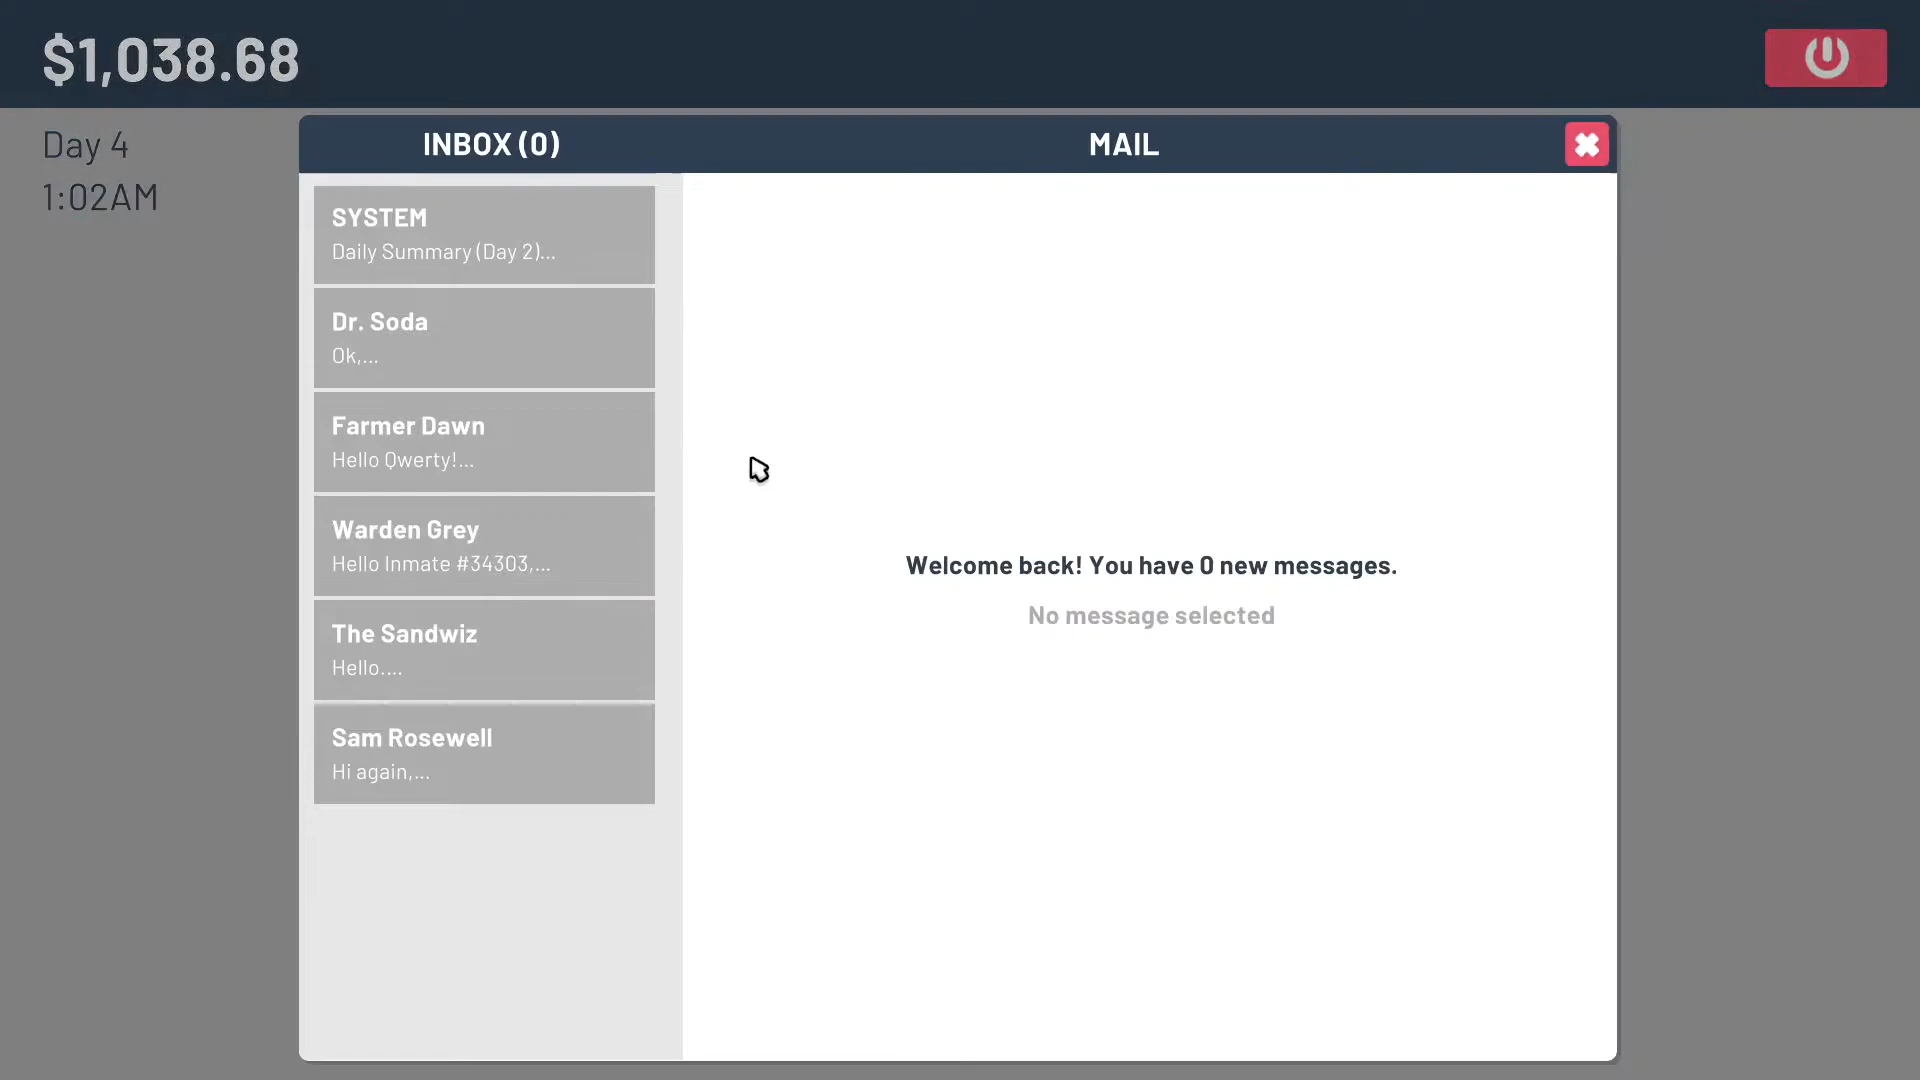 $1,038.68
Day 4
1:02AM
INBOX (0)
MAIL
SYSTEM
Daily Summary (Day 2)...
Dr. Soda
Ok,...
Farmer Dawn
Hello Qwerty!...
Warden Grey
Hello Inmate #34303,...
The Sandwiz
Hello....
Sam Rosewell
Hi again,...
Welcome back! You have 0 new messages.
No message selected